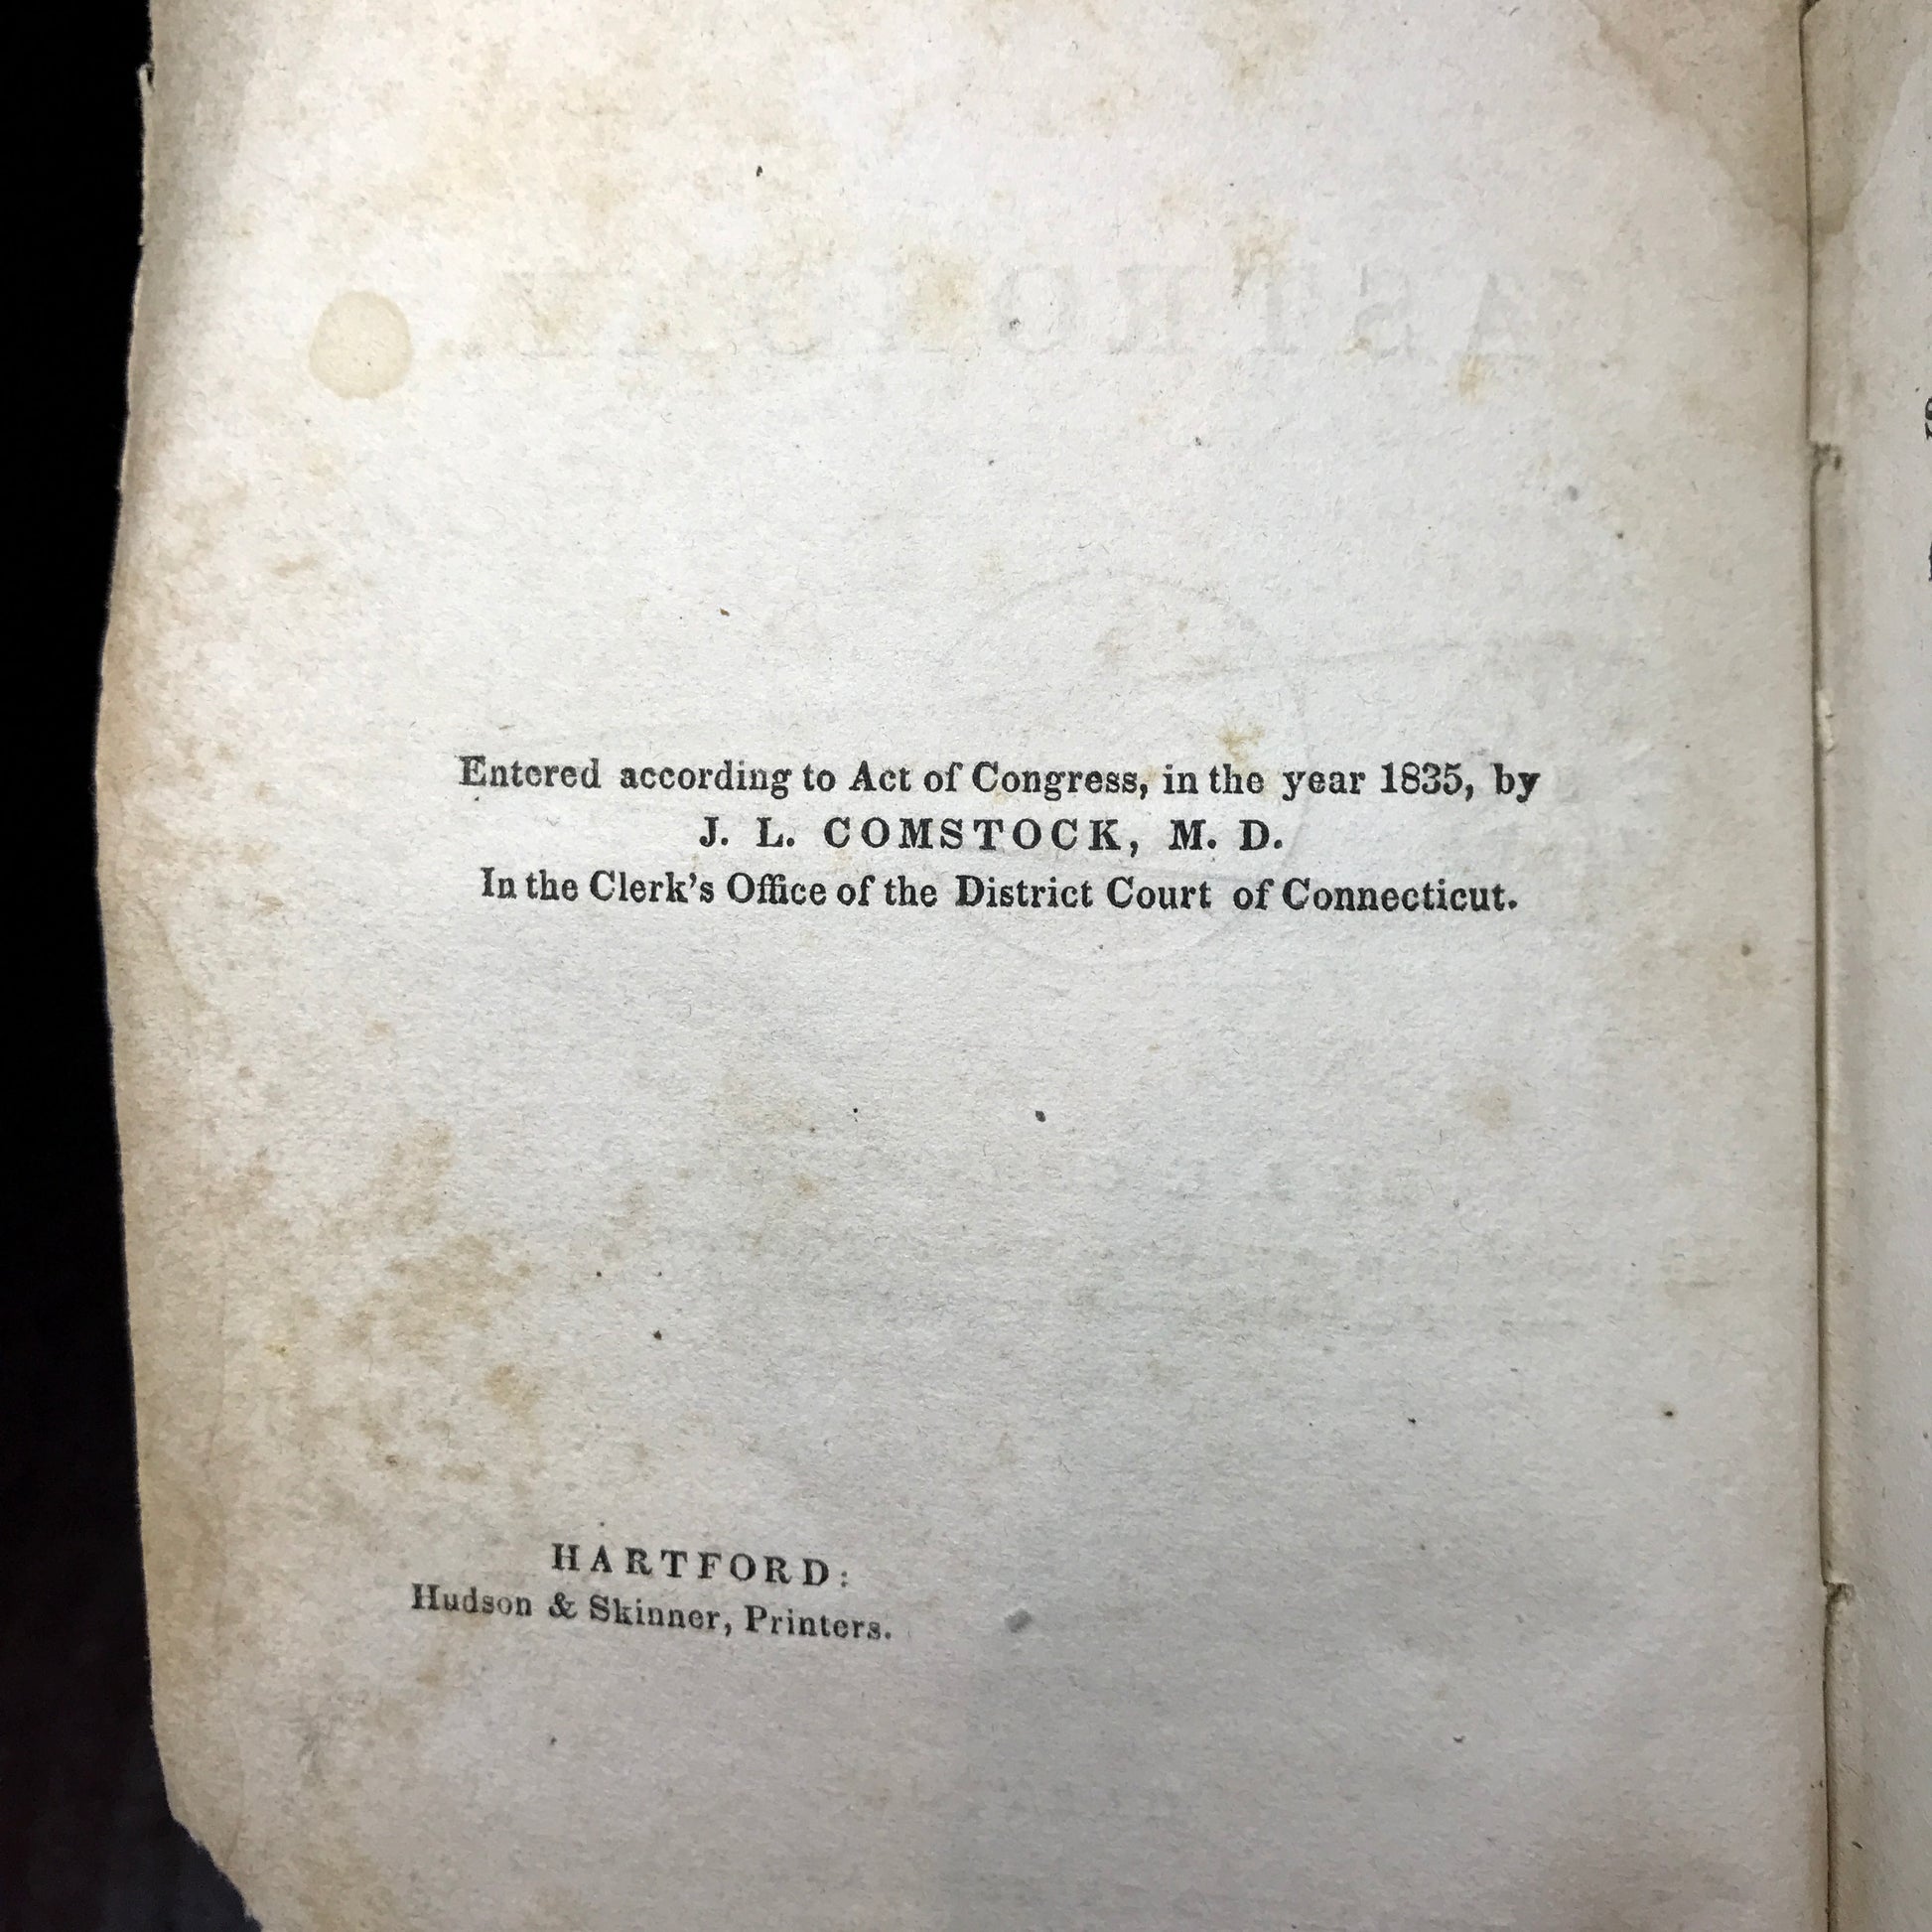 Entered according to Act of Congress, in the year 1835, by
J. L. COMSTOCK, M. D.
In the Clerk's Office of the District Court of Connecticut.
HARTFORD:
Hudson & Skinner, Printers.